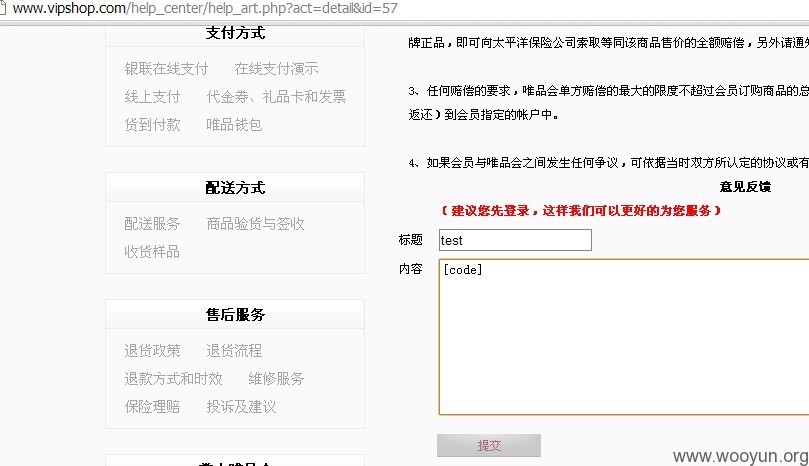 www.vipshop.com/help_center/help_art.php?act=detail&id=57
支付方式
银联在线支付 在线支付演示
线上支付 代金券、礼品卡和发票
货到付款 唯品钱包
配送方式
配送服务 商品验货与签收
收货样品
售后服务
退货政策 退货流程
退款方式和时效 维修服务
保险理赔 投诉及建议
牌正品，即可向太平洋保险公司索取等同该商品售价的全额赔偿，另外请通知
3、任何赔偿的要求，唯品会单方赔偿的最大的限度不超过会员订购商品的总
返还）到会员指定的帐户中。
4、如果会员与唯品会之间发生任何争议，可依据当时双方所认定的协议或有
意见反馈
（建议您先登录，这样我们可以更好的为您服务）
标题 test
内容 [code]
提交
www.wooyun.org